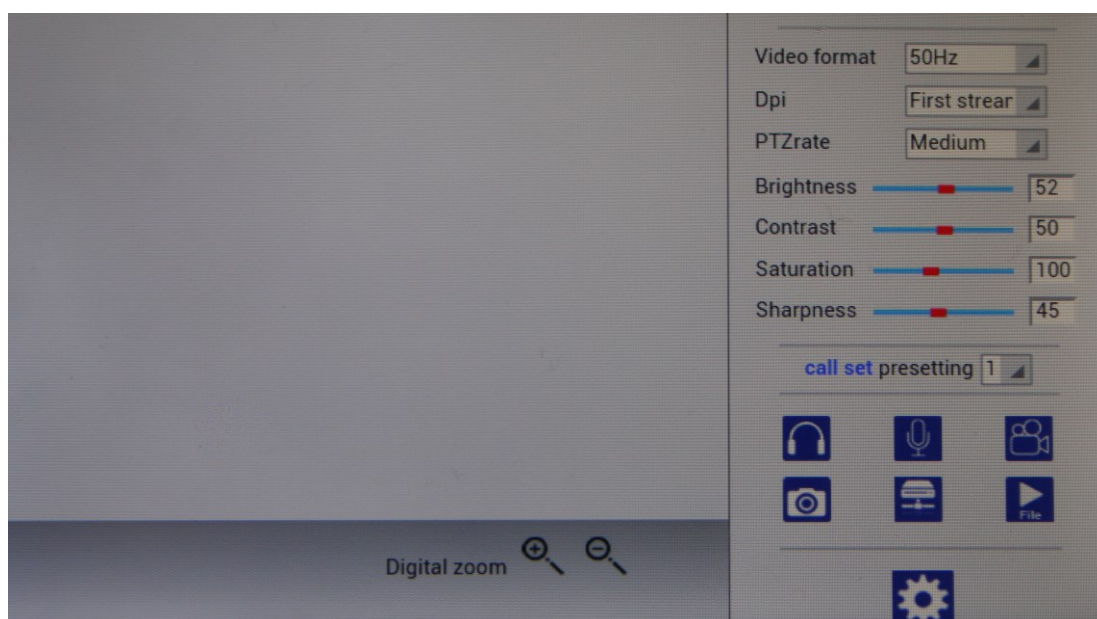 Video format 50Hz
Dpi First strear
PTZrate Medium
Brightness 52
Contrast 50
Saturation 100
Sharpness 45
call set presetting 1
File
Digital zoom